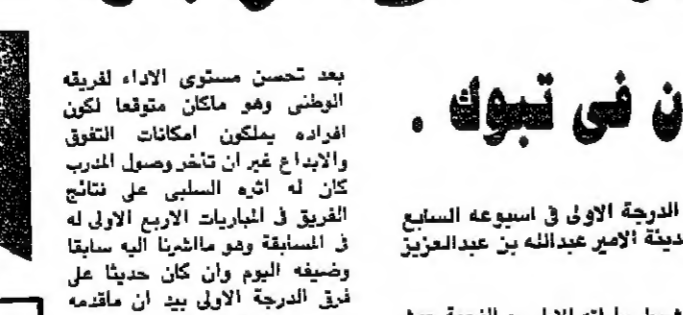 ن فى تبوك .
الدرجة الاولى في اسبوعه السابع
دينة الامير عبدالله بن عبدالعزيز
بعد تحسن مستوى الاداء لفريقه
الوطنى وهو ماكان متوقعا لكون
افراده يملكون امكانات التفوق
والابداع غير ان تأخر وصول المدرب
كان له اثره السلبى على نتائج
الفريق في المباريات الاربع الاولى له
في المسابقة وهو مااشرنا اليه سابقا
وضيفه اليوم وان كان حديثا على
فرق الدرجة الاولى بيد ان ماقدمه